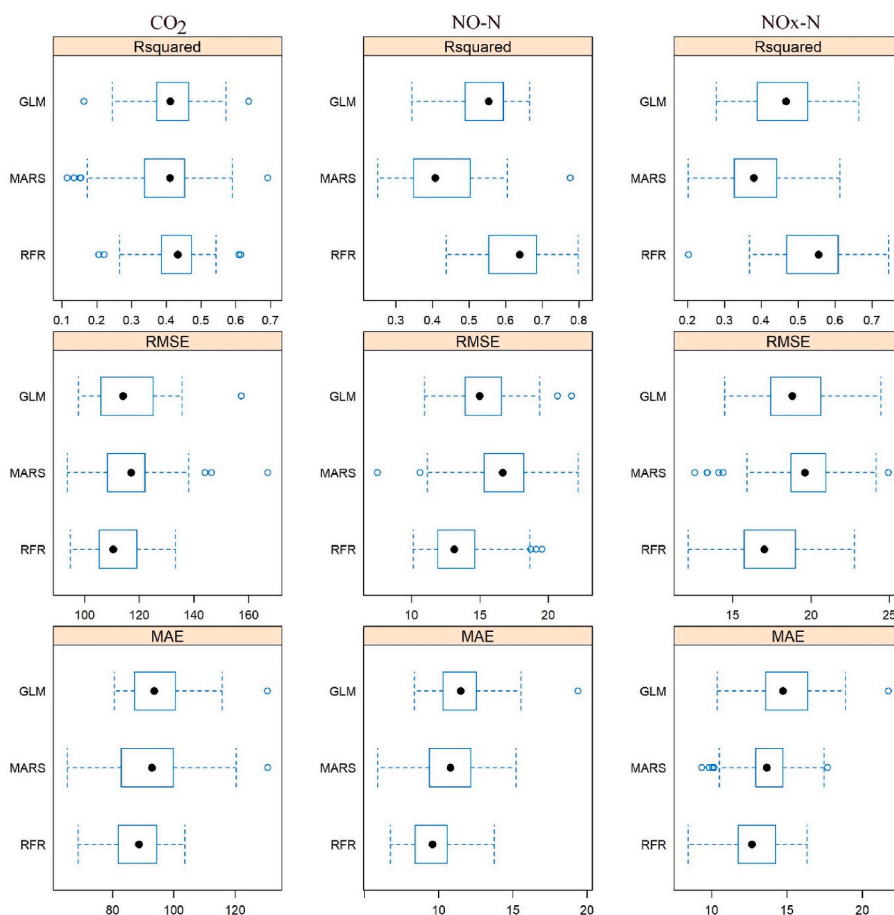 CO2 NO-N NOx-N
Rsquared Rsquared Rsquared
GLM GLM GLM
MARS MARS MARS
RFR RFR RFR
0.1 0.2 0.3 0.4 0.5 0.6 0.7 0.3 0.4 0.5 0.6 0.7 0.8 0.2 0.3 0.4 0.5 0.6 0.7
RMSE RMSE RMSE
GLM GLM GLM
MARS MARS MARS
RFR RFR RFR
100 120 140 160 10 15 20 15 20 25
MAE MAE MAE
GLM GLM GLM
MARS MARS MARS
RFR RFR RFR
80 100 120 10 15 20 10 15 20